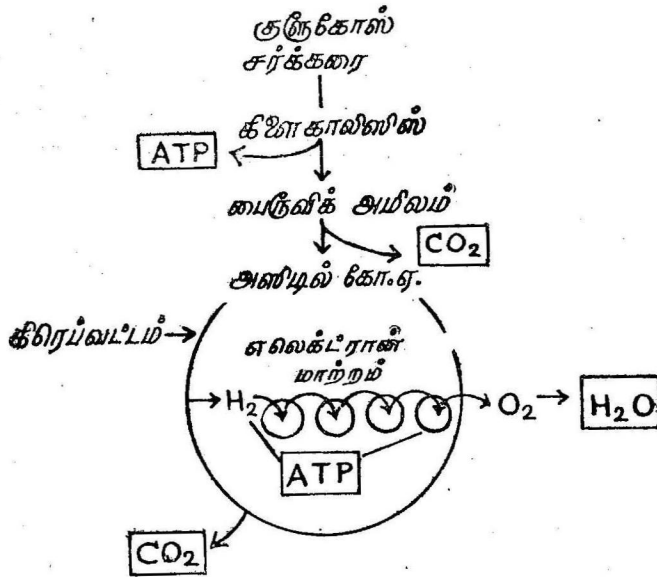 குளூகோஸ்
சர்க்கரை
கிளைகாலிஸிஸ்
ATP
பைரூவிக் அமிலம்
CO₂
அஸிடில் கோ.ஏ.
கிரெப்வட்டம்
எலெக்ட்ரான்
மாற்றம்
H₂
O₂
H₂O
ATP
CO₂